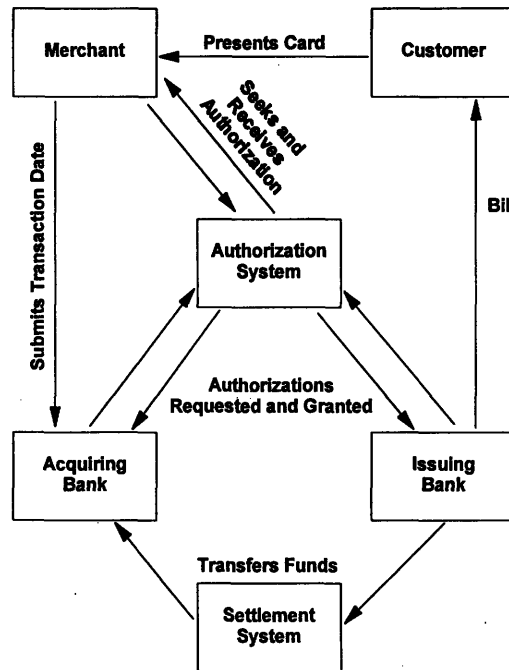 Merchant
Presents Card
Customer
Seeks and
Receives
Authorization
Submits Transaction Date
Authorization
System
Authorizations
Requested and Granted
Acquiring
Bank
Issuing
Bank
Transfers Funds
Settlement
System